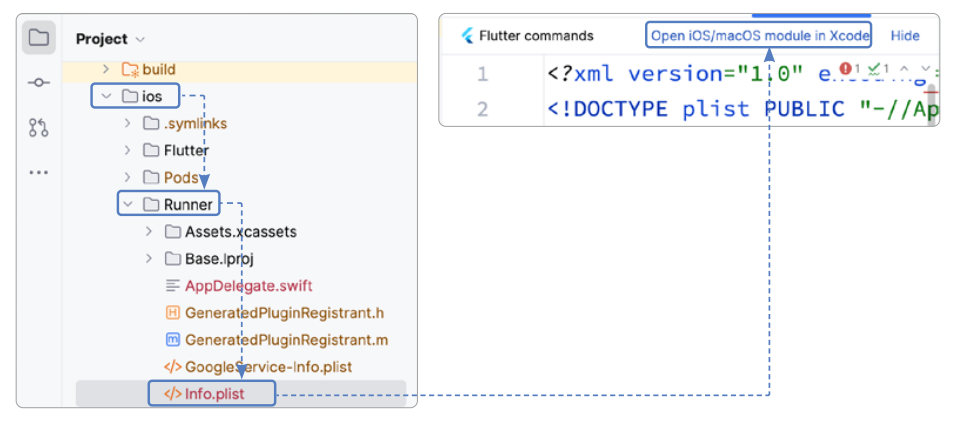 Project
build
ios
.symlinks
Flutter
Pods
Runner
Assets.xcassets
Base.lproj
AppDelegate.swift
H GeneratedPluginRegistrant.h
m GeneratedPluginRegistrant.m
</> GoogleService-Info.plist
</> Info.plist
Flutter commands Open iOS/macOS module in Xcode Hide
1 <?xml version="1.0" encoding= 1 1
2 <!DOCTYPE plist PUBLIC "-//Ap